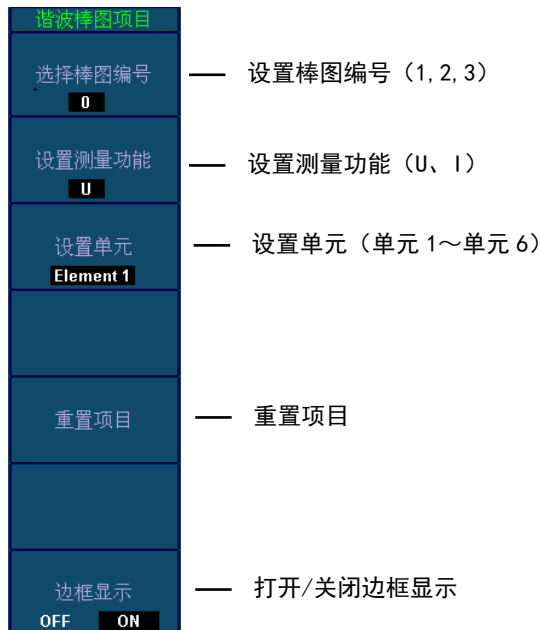 谐波棒图项目
选择棒图编号
0
设置棒图编号（1,2,3）
设置测量功能
U
设置测量功能（U、I）
设置单元
Element 1
设置单元（单元 1～单元 6）
重置项目
重置项目
边框显示
OFF ON
打开/关闭边框显示